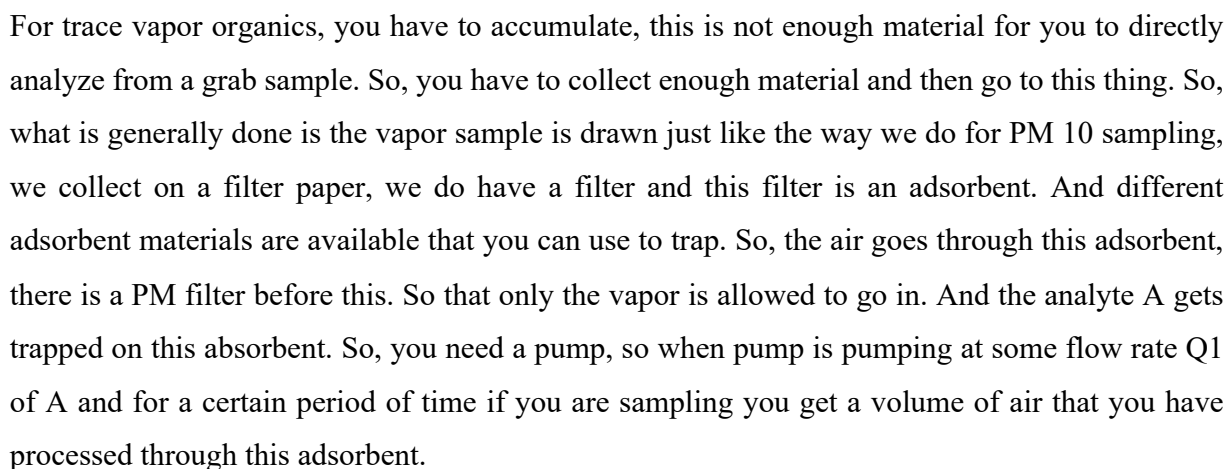 For trace vapor organics, you have to accumulate, this is not enough material for you to directly
analyze from a grab sample. So, you have to collect enough material and then go to this thing. So,
what is generally done is the vapor sample is drawn just like the way we do for PM 10 sampling,
we collect on a filter paper, we do have a filter and this filter is an adsorbent. And different
adsorbent materials are available that you can use to trap. So, the air goes through this adsorbent,
there is a PM filter before this. So that only the vapor is allowed to go in. And the analyte A gets
trapped on this absorbent. So, you need a pump, so when pump is pumping at some flow rate Q1
of A and for a certain period of time if you are sampling you get a volume of air that you have
processed through this adsorbent.